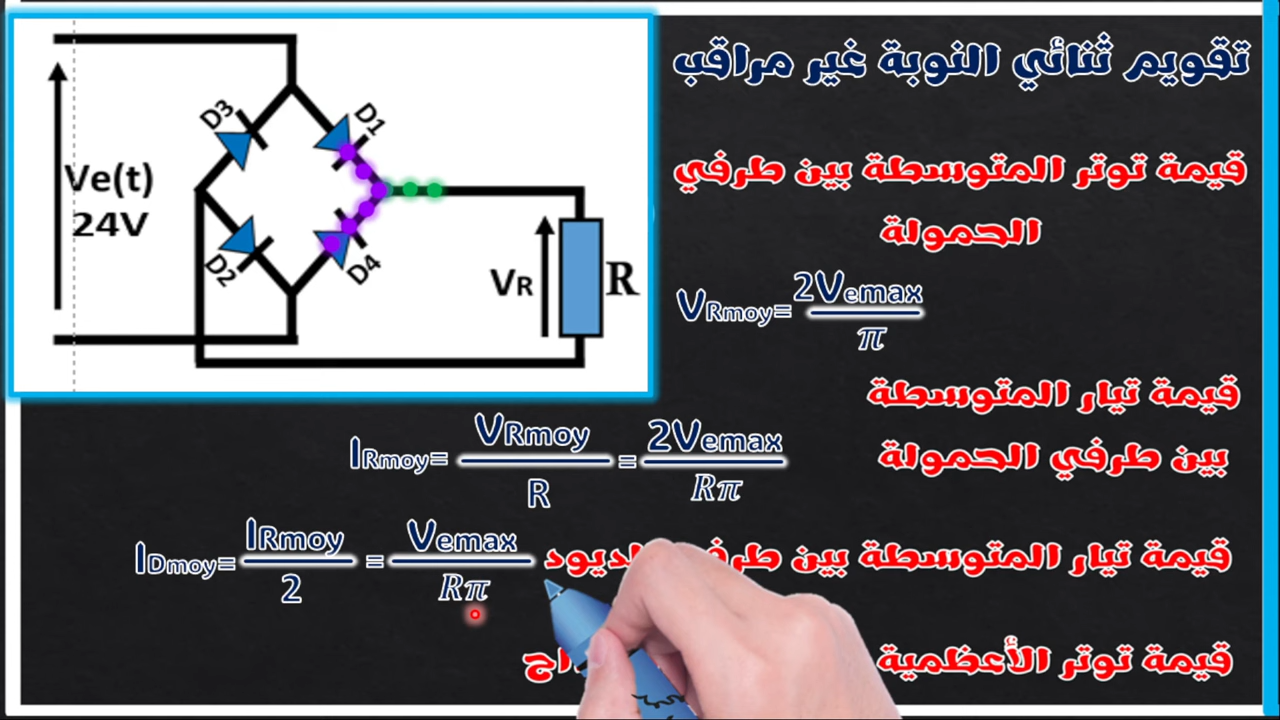 تقويم ثنائي النوبة غير مراقب
D3
D1
Ve(t)
24V
D2
D4
VR
R
قيمة توتر المتوسطة بين طرفي
الحمولة
VRmoy= 2Vemax / π
قيمة تيار المتوسطة
بين طرفي الحمولة
IRmoy= VRmoy / R = 2Vemax / Rπ
قيمة تيار المتوسطة بين طرفي الديود
IDmoy= IRmoy / 2 = Vemax / Rπ
قيمة توتر الأعظمية